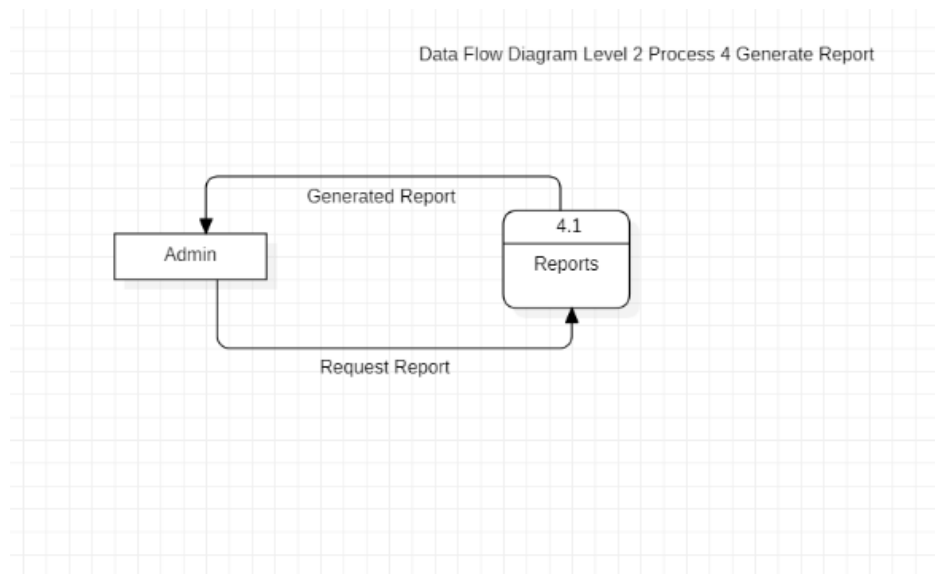 Data Flow Diagram Level 2 Process 4 Generate Report
Generated Report
4.1
Admin
Reports
Request Report